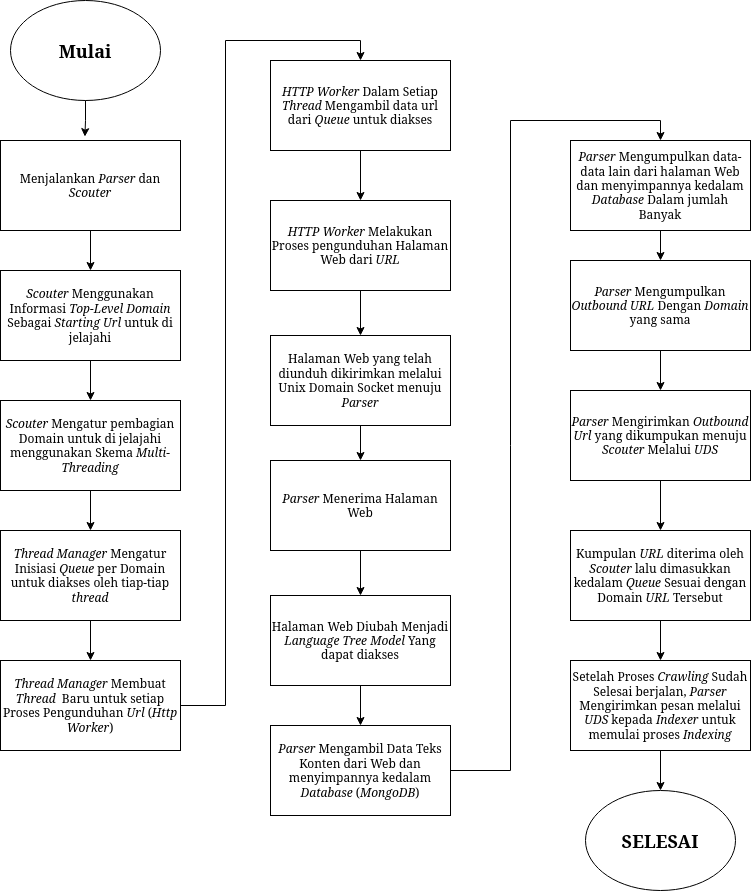 Mulai
Menjalankan Parser dan
Scouter
Scouter Menggunakan
Informasi Top-Level Domain
Sebagai Starting Url untuk di
jelajahi
Scouter Mengatur pembagian
Domain untuk di jelajahi
menggunakan Skema Multi-
Threading
Thread Manager Mengatur
Inisiasi Queue per Domain
untuk diakses oleh tiap-tiap
thread
Thread Manager Membuat
Thread  Baru untuk setiap
Proses Pengunduhan Url (Http
Worker)
HTTP Worker Dalam Setiap
Thread Mengambil data url
dari Queue untuk diakses
HTTP Worker Melakukan
Proses pengunduhan Halaman
Web dari URL
Halaman Web yang telah
diunduh dikirimkan melalui
Unix Domain Socket menuju
Parser
Parser Menerima Halaman
Web
Halaman Web Diubah Menjadi
Language Tree Model Yang
dapat diakses
Parser Mengambil Data Teks
Konten dari Web dan
menyimpannya kedalam
Database (MongoDB)
Parser Mengumpulkan data-
data lain dari halaman Web
dan menyimpannya kedalam
Database Dalam jumlah
Banyak
Parser Mengumpulkan
Outbound URL Dengan Domain
yang sama
Parser Mengirimkan Outbound
Url yang dikumpukan menuju
Scouter Melalui UDS
Kumpulan URL diterima oleh
Scouter lalu dimasukkan
kedalam Queue Sesuai dengan
Domain URL Tersebut
Setelah Proses Crawling Sudah
Selesai berjalan, Parser
Mengirimkan pesan melalui
UDS kepada Indexer untuk
memulai proses Indexing
SELESAI